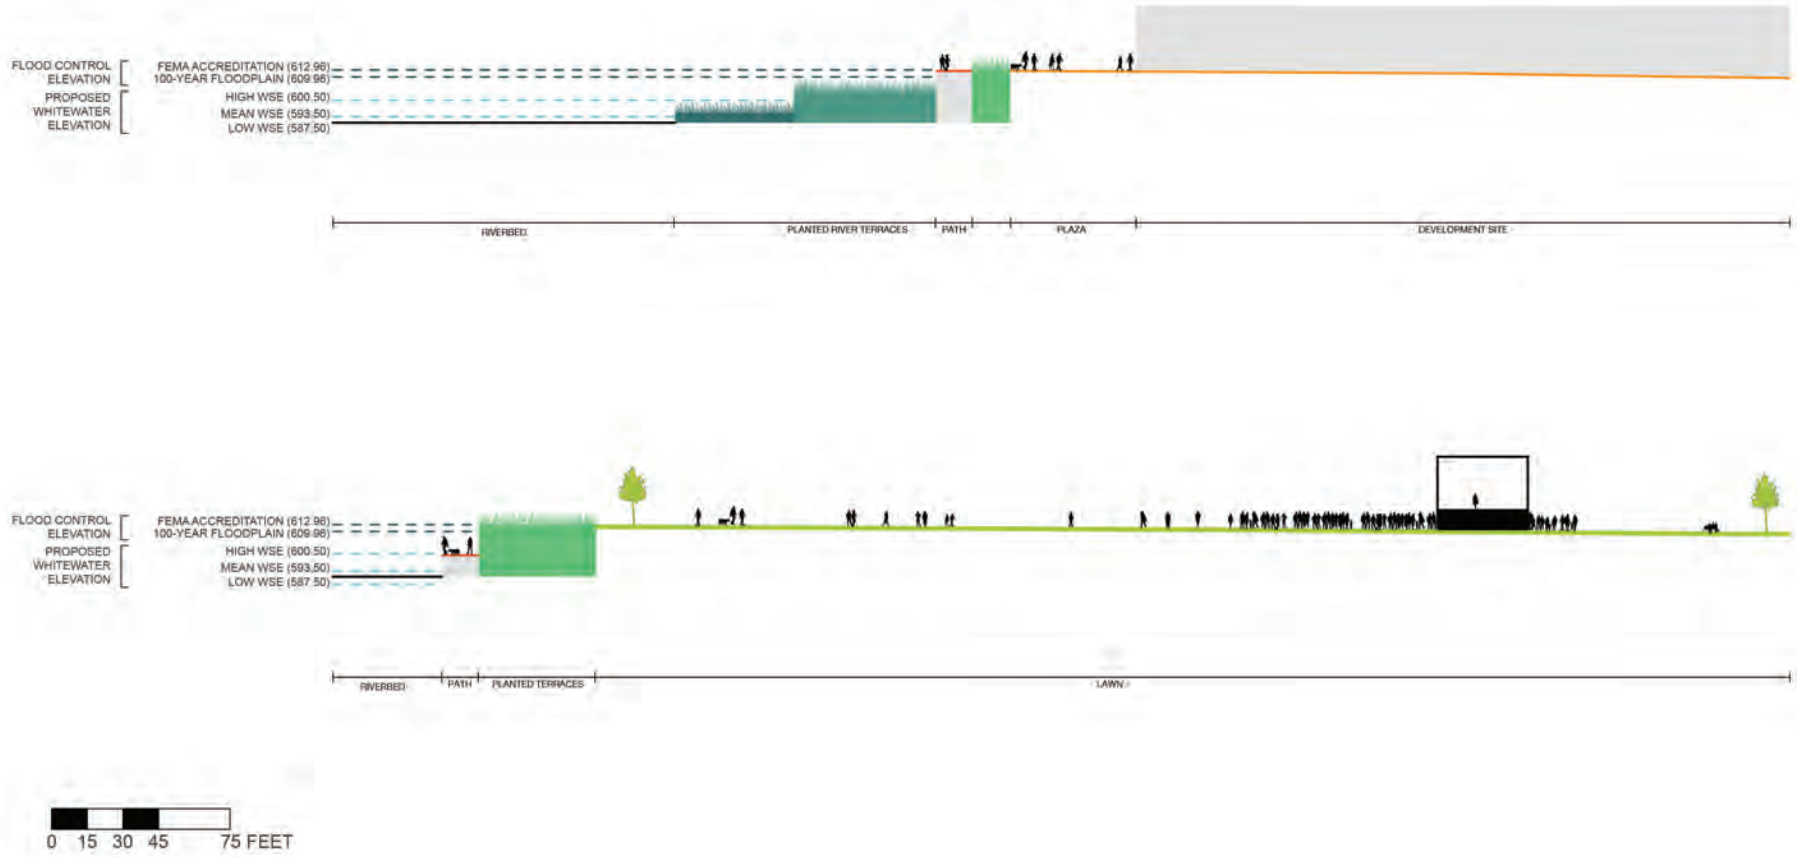 FLOOD CONTROL
ELEVATION
FEMA ACCREDITATION (612.98)
100-YEAR FLOODPLAIN (609.98)
PROPOSED
WHITEWATER
ELEVATION
HIGH WSE (600.50)
MEAN WSE (593.50)
LOW WSE (587.50)
RIVERBED
PLANTED RIVER TERRACES
PATH
PLAZA
DEVELOPMENT SITE
FLOOD CONTROL
ELEVATION
FEMA ACCREDITATION (612.98)
100-YEAR FLOODPLAIN (609.98)
PROPOSED
WHITEWATER
ELEVATION
HIGH WSE (600.50)
MEAN WSE (593.50)
LOW WSE (587.50)
RIVERBED
PATH
PLANTED TERRACES
LAWN
0 15 30 45 75 FEET